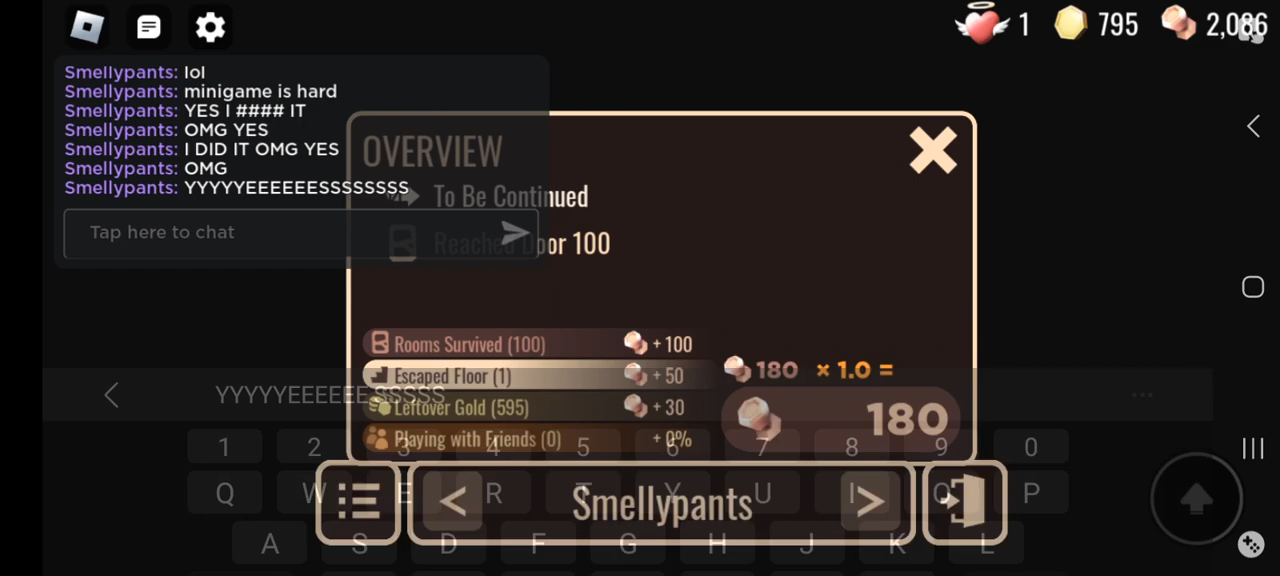 1 795 2,086
Smellypants: lol
Smellypants: minigame is hard
Smellypants: YES I #### IT
Smellypants: OMG YES
Smellypants: I DID IT OMG YES
Smellypants: OMG
Smellypants: YYYYYEEEEEESSSSSSSS
Tap here to chat
OVERVIEW
To Be Continued
Reached Door 100
Rooms Survived (100) + 100
Escaped Floor (1) + 50
Leftover Gold (595) + 30
Playing with Friends (0) + 0%
180 × 1.0 =
180
YYYYYEEEEEESSSSS
1 2 3 4 5 6 7 8 9 0
Q W E R T Y U I O P
< Smellypants >
A S D F G H J K L